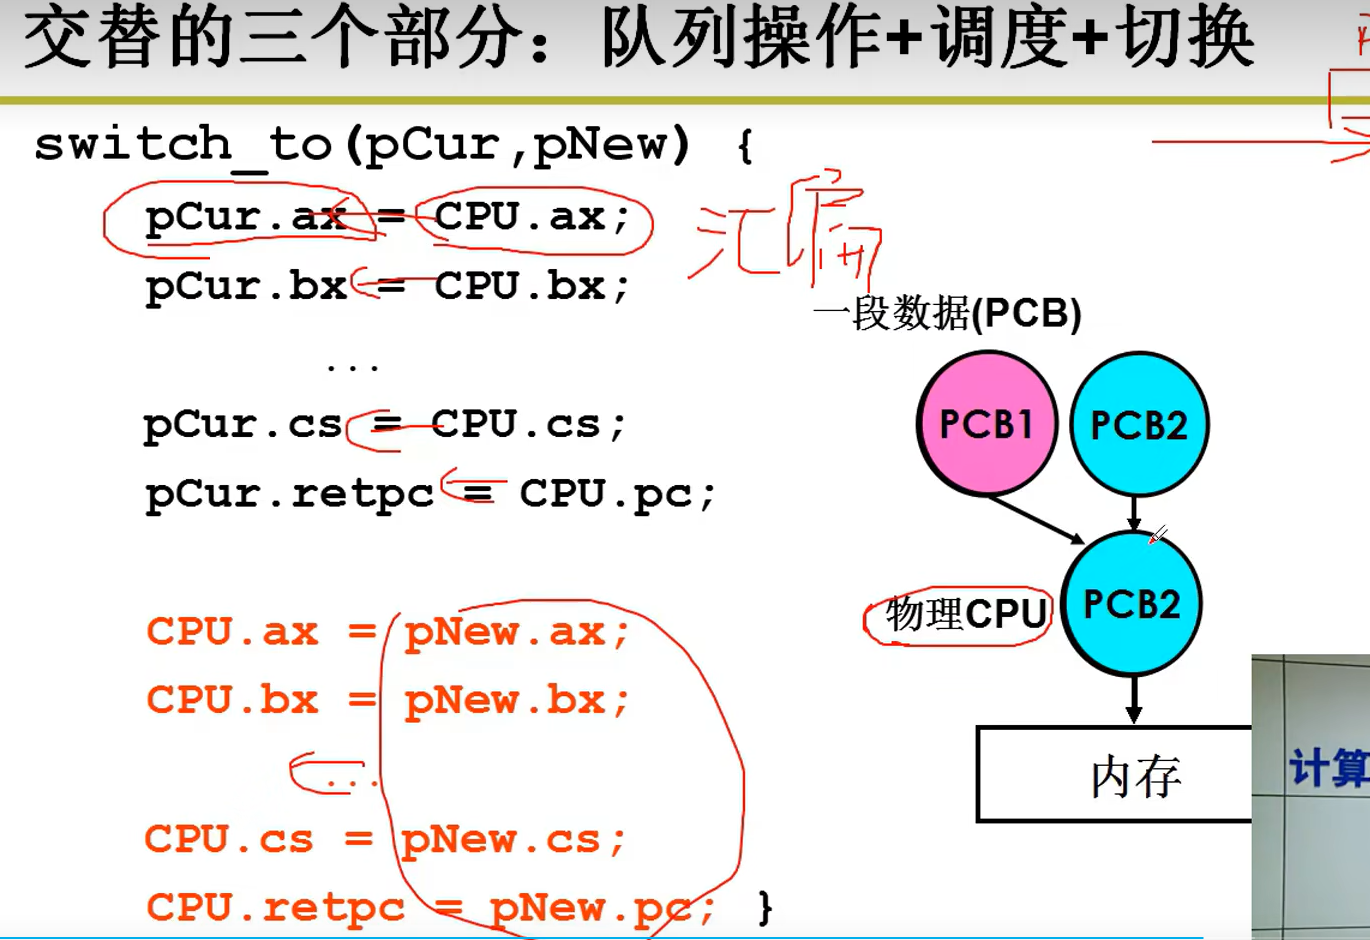 交替的三个部分：队列操作+调度+切换
switch_to(pCur,pNew) {
pCur.ax = CPU.ax;
汇编
pCur.bx = CPU.bx;
一段数据(PCB)
...
PCB1
PCB2
pCur.cs = CPU.cs;
pCur.retpc = CPU.pc;
物理CPU
PCB2
CPU.ax = pNew.ax;
CPU.bx = pNew.bx;
...
内存
计算
CPU.cs = pNew.cs;
CPU.retpc = pNew.pc; }